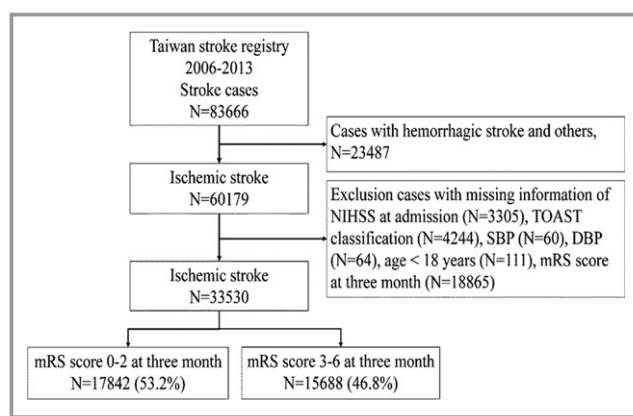 Taiwan stroke registry
2006-2013
Stroke cases
N=83666
Cases with hemorrhagic stroke and others,
N=23487
Ischemic stroke
N=60179
Exclusion cases with missing information of
NIHSS at admission (N=3305), TOAST
classification (N=4244), SBP (N=60), DBP
(N=64), age < 18 years (N=111), mRS score
at three month (N=18865)
Ischemic stroke
N=33530
mRS score 0-2 at three month
N=17842 (53.2%)
mRS score 3-6 at three month
N=15688 (46.8%)